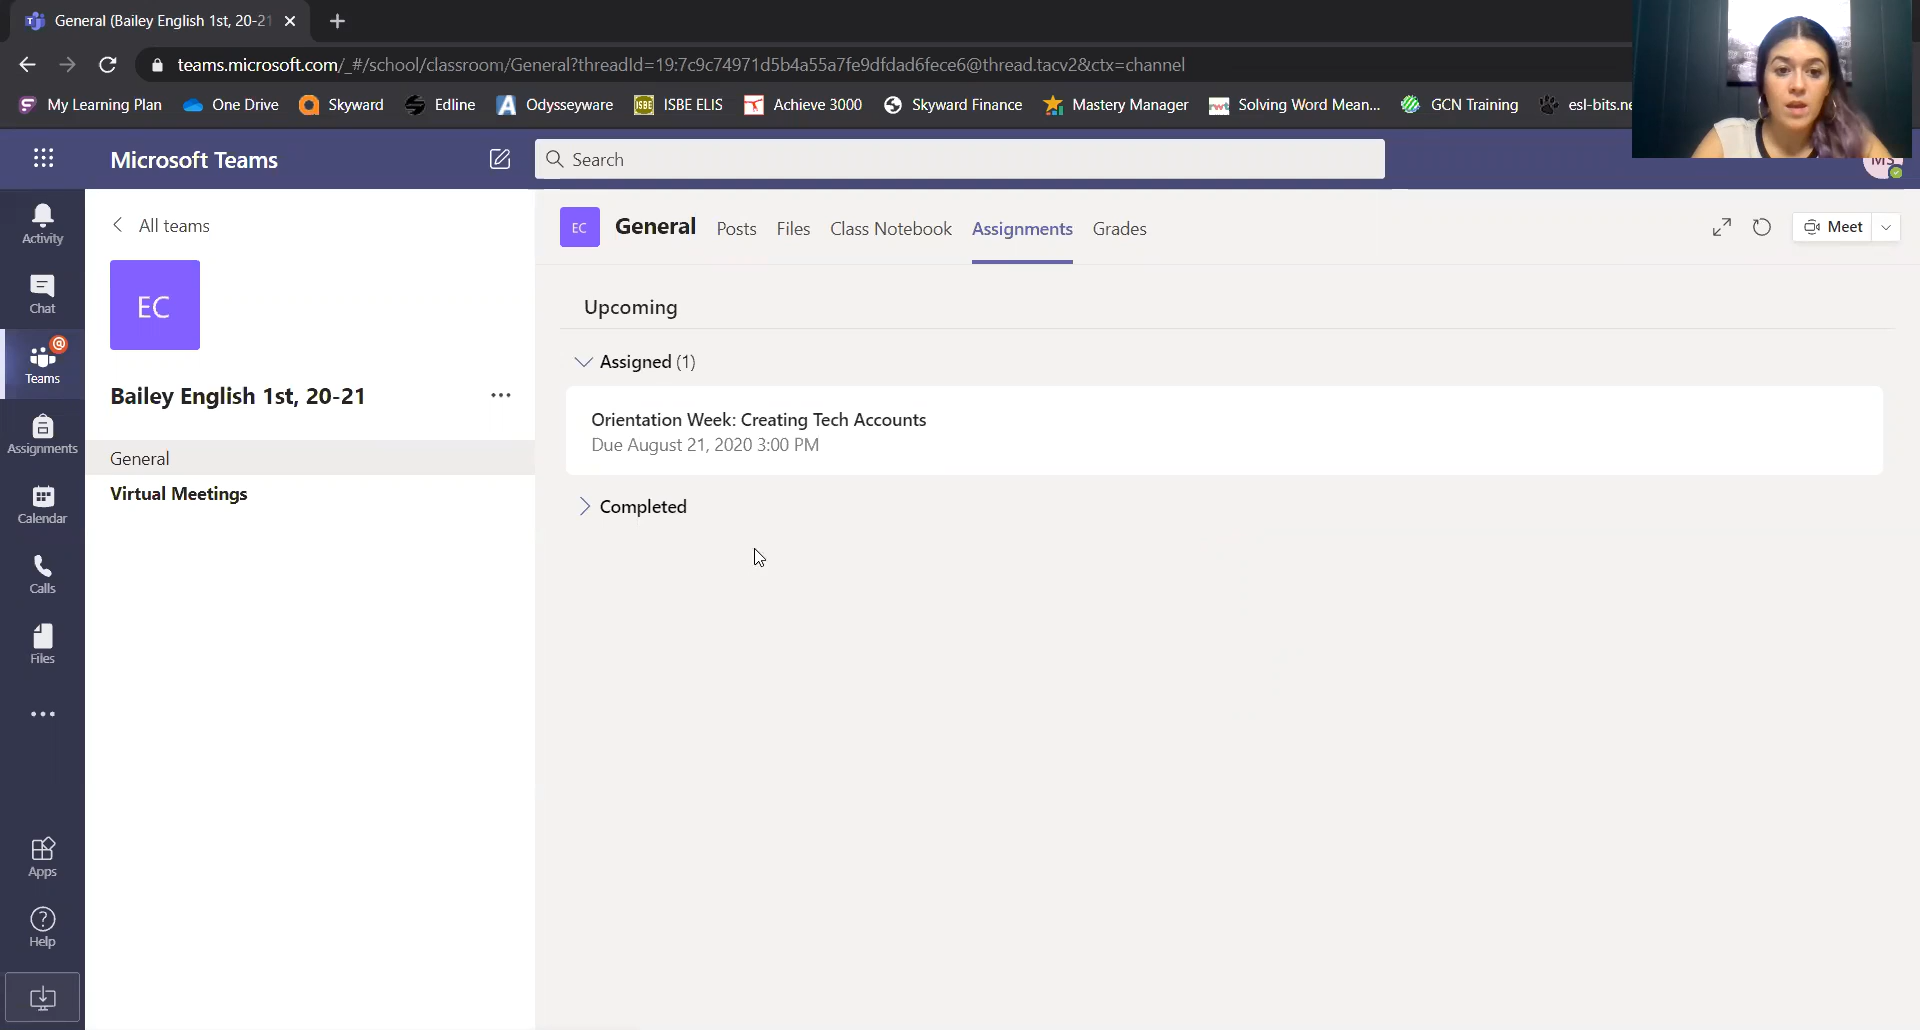 General (Bailey English 1st, 20-21
teams.microsoft.com/_#/school/classroom/General?threadId=19:7c9c74971d5b4a55a7fe9dfdad6fece6@thread.tacv2&ctx=channel
My Learning Plan One Drive Skyward Edline Odysseyware ISBE ELIS Achieve 3000 Skyward Finance Mastery Manager Solving Word Mean... GCN Training esl-bits.ne
Microsoft Teams Search
MS
Activity
Chat
Teams
Assignments
Calendar
Calls
Files
Apps
Help
All teams
EC
Bailey English 1st, 20-21
General
Virtual Meetings
EC General Posts Files Class Notebook Assignments Grades Meet
Upcoming
Assigned (1)
Orientation Week: Creating Tech Accounts
Due August 21, 2020 3:00 PM
Completed